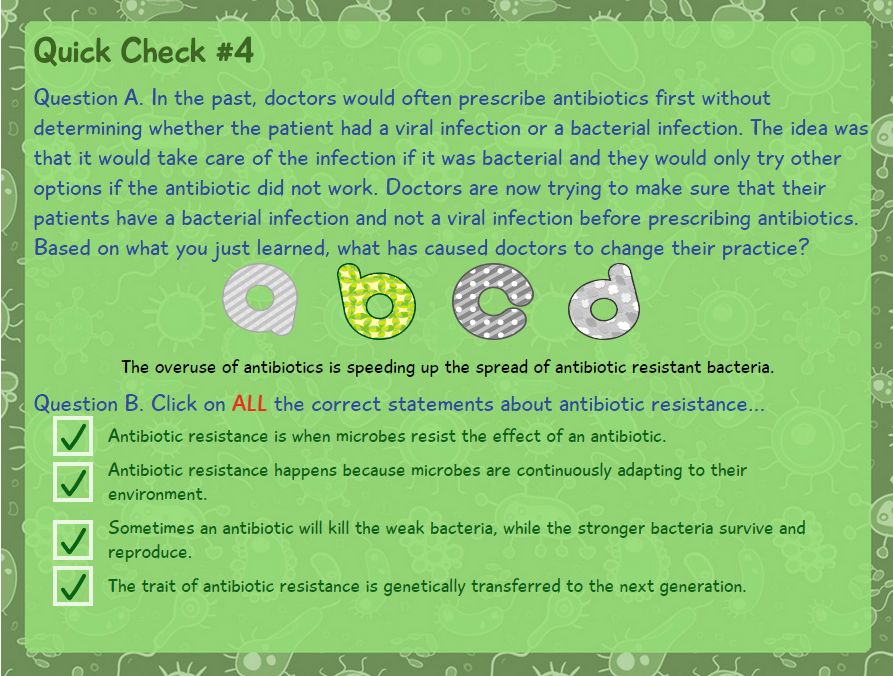 Quick Check #4
Question A. In the past, doctors would often prescribe antibiotics first without
determining whether the patient had a viral infection or a bacterial infection. The idea was
that it would take care of the infection if it was bacterial and they would only try other
options if the antibiotic did not work. Doctors are now trying to make sure that their
patients have a bacterial infection and not a viral infection before prescribing antibiotics.
Based on what you just learned, what has caused doctors to change their practice?
a b c d
The overuse of antibiotics is speeding up the spread of antibiotic resistant bacteria.
Question B. Click on ALL the correct statements about antibiotic resistance...
Antibiotic resistance is when microbes resist the effect of an antibiotic.
Antibiotic resistance happens because microbes are continuously adapting to their
environment.
Sometimes an antibiotic will kill the weak bacteria, while the stronger bacteria survive and
reproduce.
The trait of antibiotic resistance is genetically transferred to the next generation.